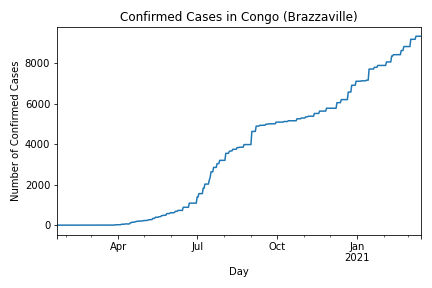 Confirmed Cases in Congo (Brazzaville)
Number of Confirmed Cases
8000
6000
4000
2000
0
Apr
Jul
Oct
Jan
2021
Day